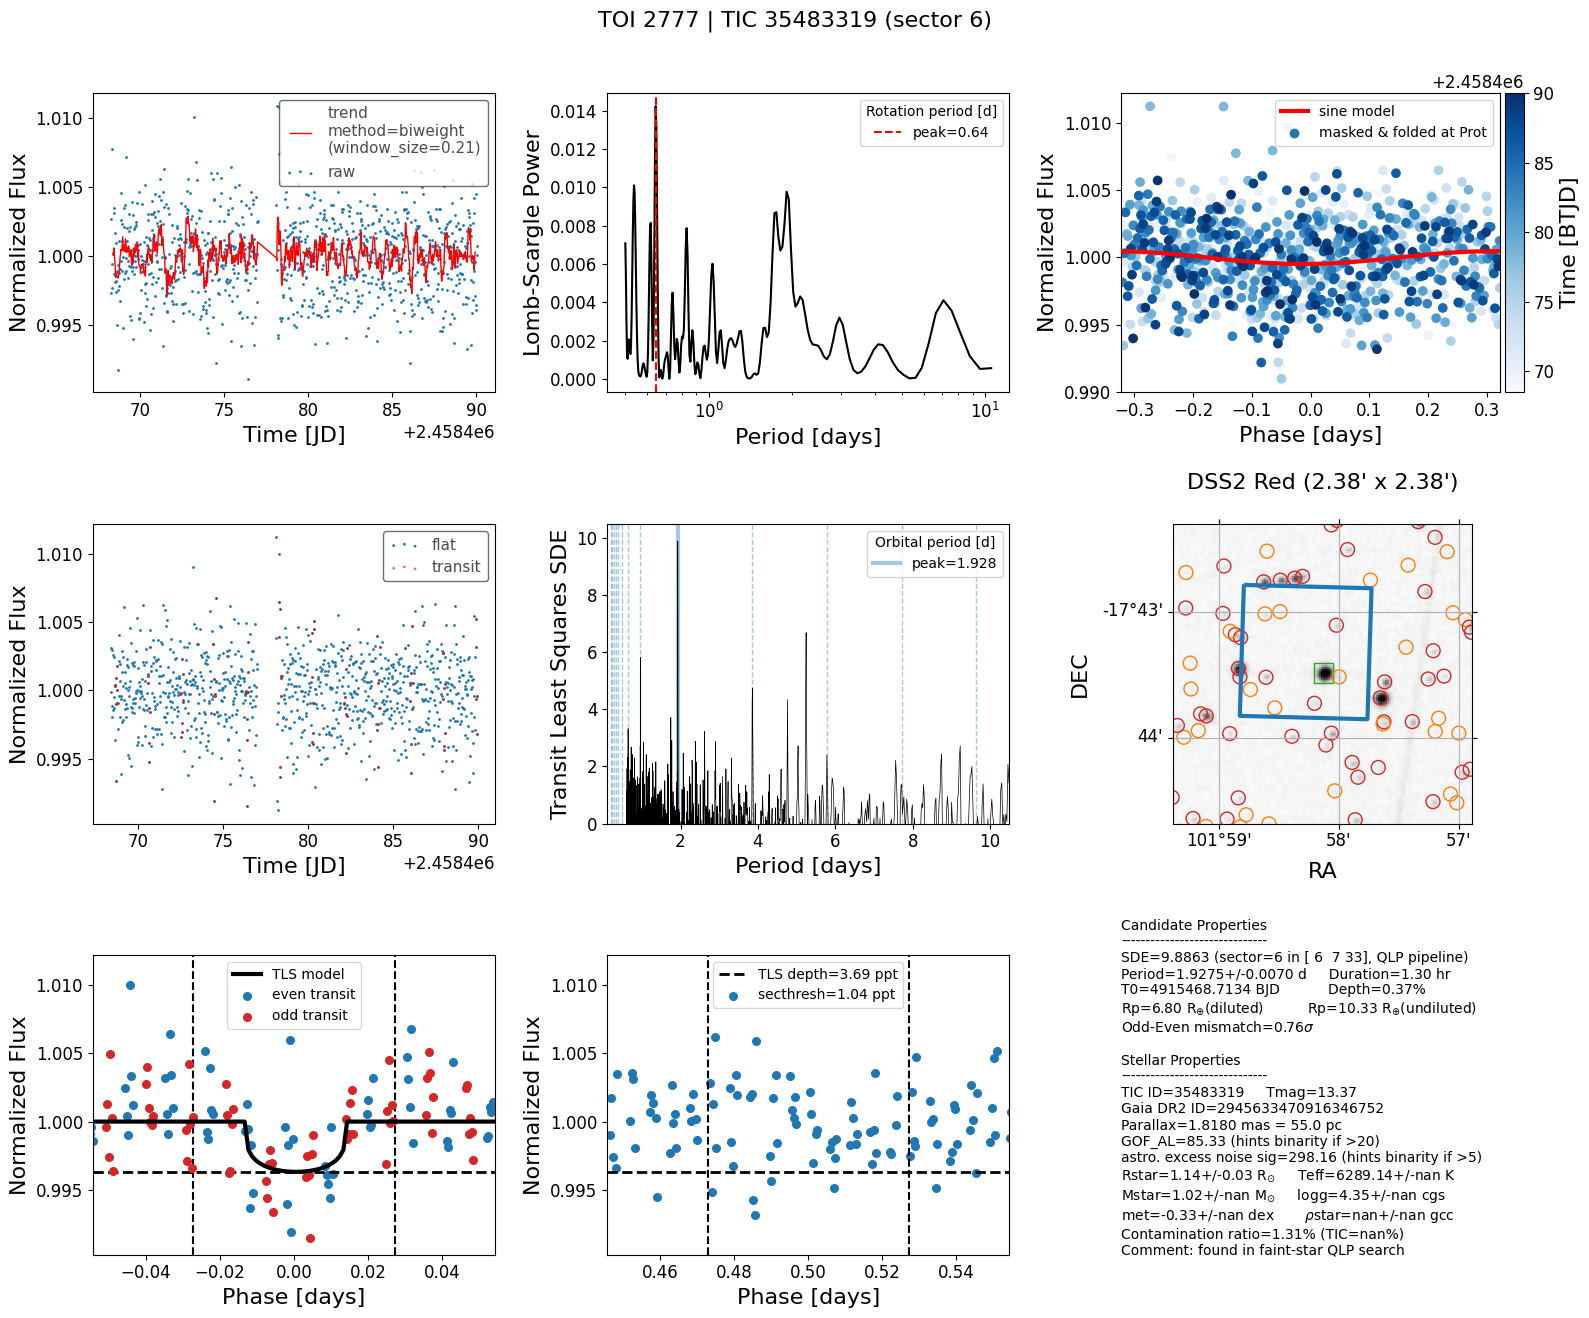 TOI 2777 | TIC 35483319 (sector 6)
Normalized Flux
1.010
1.005
1.000
0.995
trend
method=biweight
(window_size=0.21)
raw
70 75 80 85 90
Time [JD]
+2.4584e6
Lomb-Scargle Power
0.014
0.012
0.010
0.008
0.006
0.004
0.002
0.000
Rotation period [d]
peak=0.64
10⁰ 10¹
Period [days]
Normalized Flux
1.010
1.005
1.000
0.995
0.990
sine model
masked & folded at Prot
−0.3 −0.2 −0.1 0.0 0.1 0.2 0.3
Phase [days]
+2.4584e6
90
85
80
75
70
Time [BTJD]
Normalized Flux
1.010
1.005
1.000
0.995
flat
transit
70 75 80 85 90
Time [JD]
+2.4584e6
Transit Least Squares SDE
10
8
6
4
2
0
Orbital period [d]
peak=1.928
2 4 6 8 10
Period [days]
DSS2 Red (2.38' x 2.38')
DEC
-17°43'
44'
101°59' 58' 57'
RA
Normalized Flux
1.010
1.005
1.000
0.995
TLS model
even transit
odd transit
−0.04 −0.02 0.00 0.02 0.04
Phase [days]
Normalized Flux
1.010
1.005
1.000
0.995
TLS depth=3.69 ppt
secthresh=1.04 ppt
0.46 0.48 0.50 0.52 0.54
Phase [days]
Candidate Properties
------------------------------
SDE=9.8863 (sector=6 in [ 6 7 33], QLP pipeline)
Period=1.9275+/-0.0070 d Duration=1.30 hr
T0=4915468.7134 BJD Depth=0.37%
Rp=6.80 R⊕(diluted) Rp=10.33 R⊕(undiluted)
Odd-Even mismatch=0.76σ
Stellar Properties
------------------------------
TIC ID=35483319 Tmag=13.37
Gaia DR2 ID=2945633470916346752
Parallax=1.8180 mas = 55.0 pc
GOF_AL=85.33 (hints binarity if >20)
astro. excess noise sig=298.16 (hints binarity if >5)
Rstar=1.14+/-0.03 R⊙ Teff=6289.14+/-nan K
Mstar=1.02+/-nan M⊙ logg=4.35+/-nan cgs
met=-0.33+/-nan dex ρstar=nan+/-nan gcc
Contamination ratio=1.31% (TIC=nan%)
Comment: found in faint-star QLP search